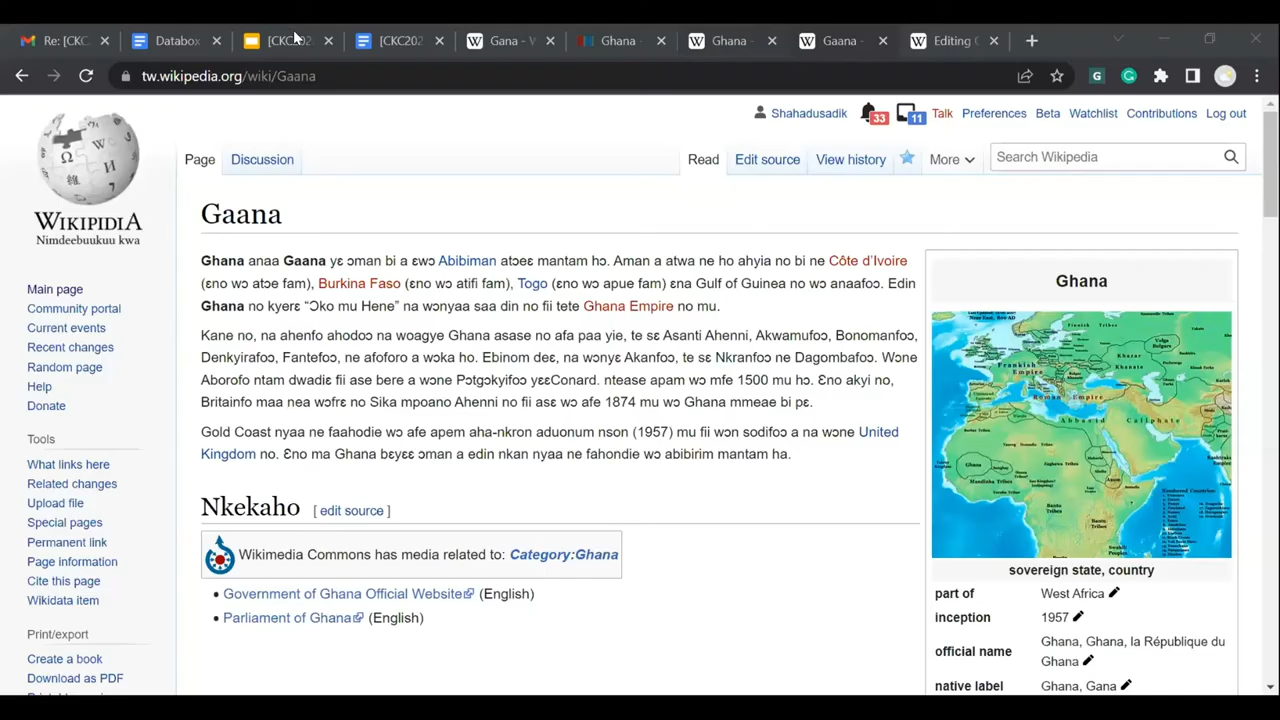 Re: [CKC
Databox
[CKC202
[CKC202
Gana - V
Ghana -
Ghana -
Gaana -
Editing G
tw.wikipedia.org/wiki/Gaana
Shahadusadik 33 11 Talk Preferences Beta Watchlist Contributions Log out
Page Discussion Read Edit source View history More Search Wikipedia
WIKIPIDIA
Nimdeebuukuu kwa
Main page
Community portal
Current events
Recent changes
Random page
Help
Donate
Tools
What links here
Related changes
Upload file
Special pages
Permanent link
Page information
Cite this page
Wikidata item
Print/export
Create a book
Download as PDF
Gaana
Ghana anaa Gaana yɛ ɔman bi a ɛwɔ Abibiman atɔeɛ mantam hɔ. Aman a atwa ne ho ahyia no bi ne Côte d'Ivoire
(ɛno wɔ atɔe fam), Burkina Faso (ɛno wɔ atifi fam), Togo (ɛno wɔ apue fam) ɛna Gulf of Guinea no wɔ anaafoɔ. Edin
Ghana no kyerɛ “Ɔko mu Hene” na wɔnyaa saa din no fii tete Ghana Empire no mu.
Kane no, na ahenfo ahodoɔ na woagye Ghana asase no afa paa yie, te sɛ Asanti Ahenni, Akwamufoɔ, Bonomanfoɔ,
Denkyirafoɔ, Fantefoɔ, ne afoforo a wɔka no. Ebinom deɛ, na wɔnyɛ Akanfoɔ, te sɛ Nkranfoɔ ne Dagombafoɔ. Wɔne
Aborofo ntam dwadiɛ fii ase bere a wɔne Pɔtgɔkyifoɔ yɛɛConard. ntease apam wɔ mfe 1500 mu hɔ. Ɛno akyi no,
Britainfo maa nea wɔfrɛ no Sika mpoano Ahenni no fii asɛ wɔ afe 1874 mu wɔ Ghana mmeae bi pɛ.
Gold Coast nyaa ne faahodie wɔ afe apem aha-nkron aduonum nson (1957) mu fii wɔn sodifoɔ a na wɔne United
Kingdom no. Ɛno ma Ghana bɛyɛɛ ɔman a edin nkan nyaa ne fahondie wɔ abibirim mantam ha.
Nkekaho [ edit source ]
Wikimedia Commons has media related to: Category:Ghana
Government of Ghana Official Website (English)
Parliament of Ghana (English)
Ghana
sovereign state, country
part of West Africa
inception 1957
official name Ghana, Ghana, la République du
Ghana
native label Ghana, Gana